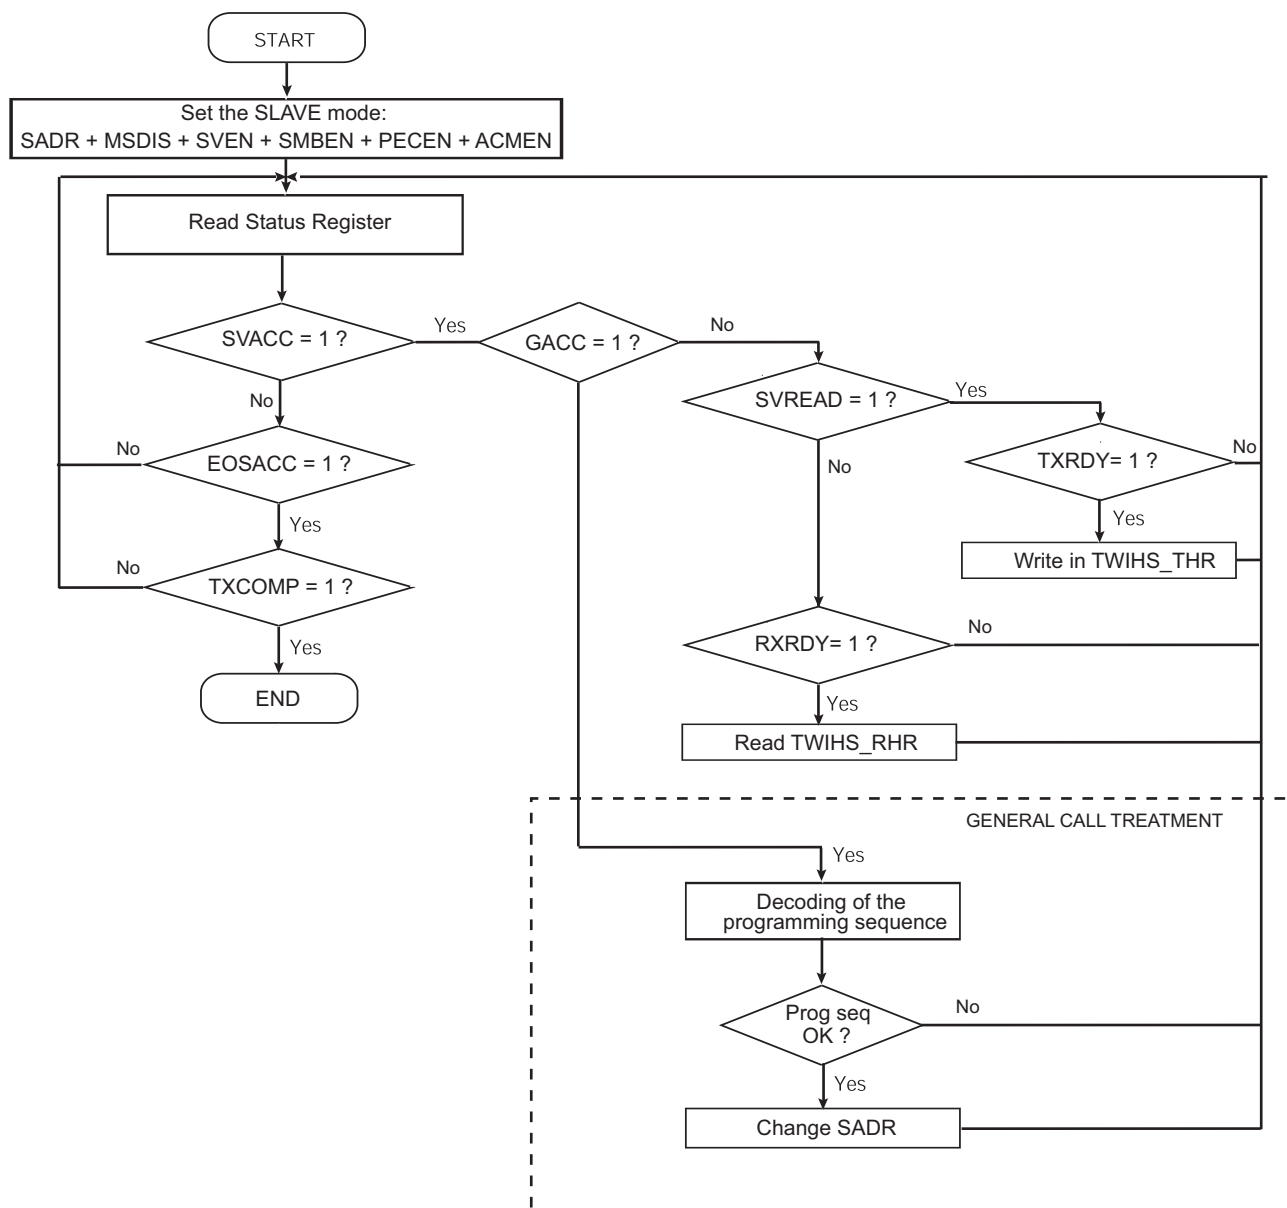 START
Set the SLAVE mode:
SADR + MSDIS + SVEN + SMBEN + PECEN + ACMEN
Read Status Register
SVACC = 1 ?
Yes
GACC = 1 ?
No
SVREAD = 1 ?
Yes
No
EOSACC = 1 ?
No
Yes
TXRDY= 1 ?
No
No
Yes
Write in TWIHS_THR
TXCOMP = 1 ?
No
Yes
END
RXRDY= 1 ?
No
Yes
Read TWIHS_RHR
GENERAL CALL TREATMENT
Yes
Decoding of the
programming sequence
Prog seq
OK ?
No
Yes
Change SADR